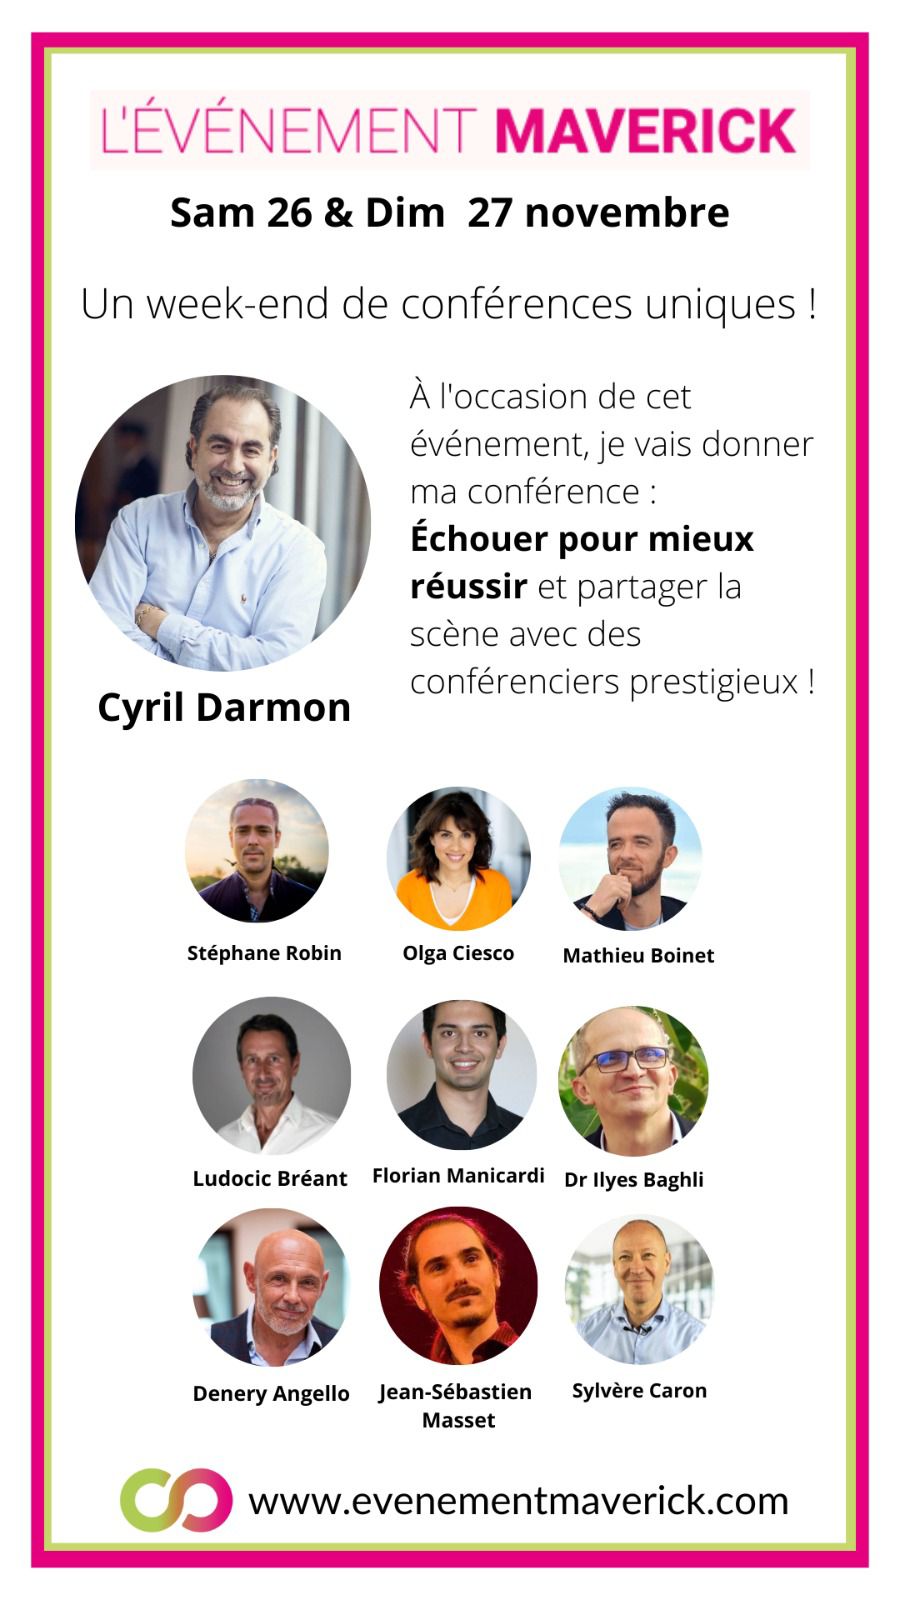 L'ÉVÉNEMENT MAVERICK
Sam 26 & Dim 27 novembre
Un week-end de conférences uniques !
À l'occasion de cet
événement, je vais donner
ma conférence :
Échouer pour mieux
réussir et partager la
scène avec des
conférenciers prestigieux !
Cyril Darmon
Stéphane Robin
Olga Ciesco
Mathieu Boinet
Ludocic Bréant
Florian Manicardi
Dr Ilyes Baghli
Denery Angello
Jean-Sébastien
Masset
Sylvère Caron
www.evenementmaverick.com